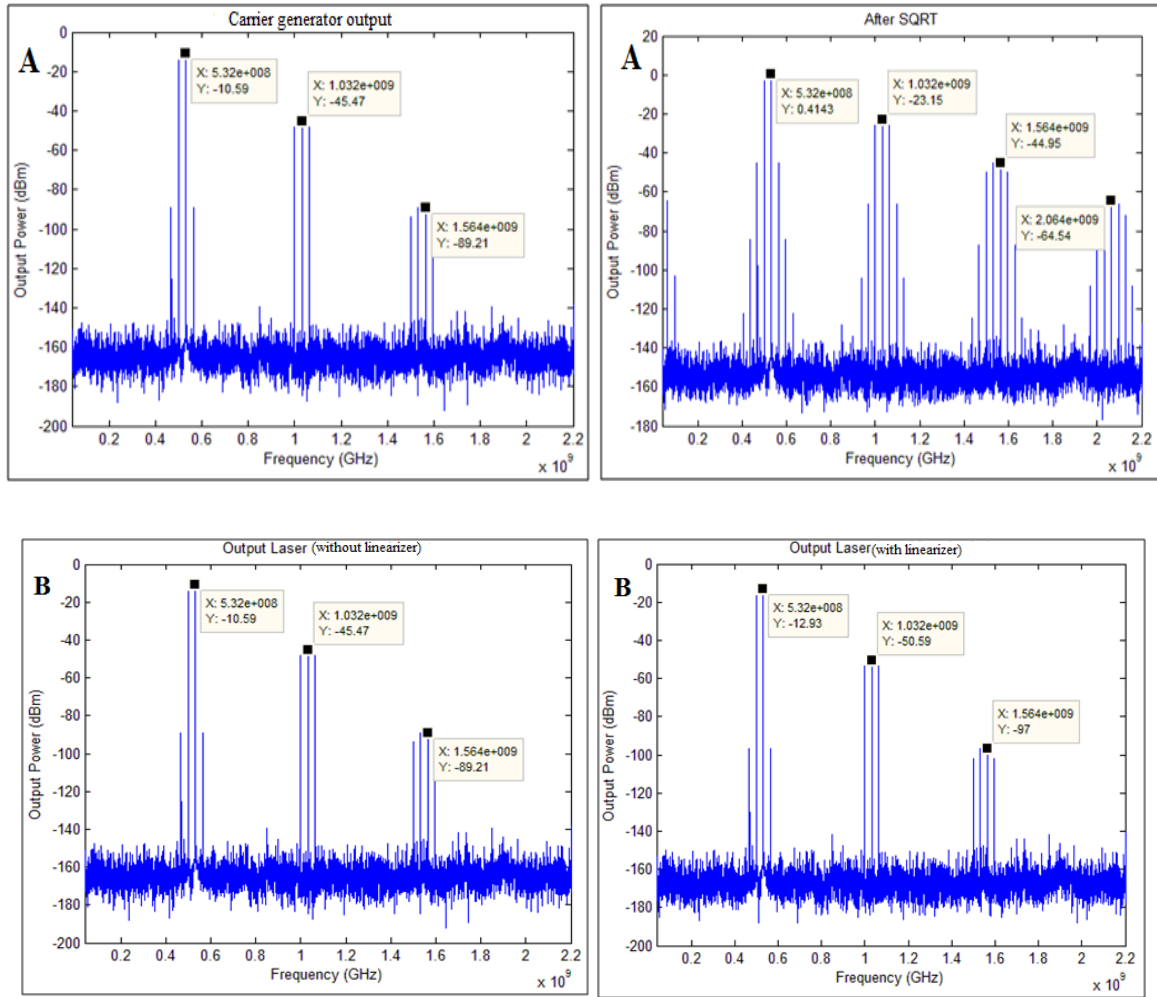 Carrier generator output
A
X: 5.32e+008
Y: -10.59
X: 1.032e+009
Y: -45.47
X: 1.564e+009
Y: -89.21
0
-20
-40
-60
-80
-100
-120
-140
-160
-180
-200
Output Power (dBm)
0.2 0.4 0.6 0.8 1 1.2 1.4 1.6 1.8 2 2.2
Frequency (GHz)
x 10^9
After SQRT
A
X: 5.32e+008
Y: 0.4143
X: 1.032e+009
Y: -23.15
X: 1.564e+009
Y: -44.95
X: 2.064e+009
Y: -64.54
20
0
-20
-40
-60
-80
-100
-120
-140
-160
-180
Output Power (dBm)
0.2 0.4 0.6 0.8 1 1.2 1.4 1.6 1.8 2 2.2
Frequency (GHz)
x 10^9
Output Laser (without linearizer)
B
X: 5.32e+008
Y: -10.59
X: 1.032e+009
Y: -45.47
X: 1.564e+009
Y: -89.21
0
-20
-40
-60
-80
-100
-120
-140
-160
-180
-200
Output Power (dBm)
0.2 0.4 0.6 0.8 1 1.2 1.4 1.6 1.8 2 2.2
Frequency (GHz)
x 10^9
Output Laser (with linearizer)
B
X: 5.32e+008
Y: -12.93
X: 1.032e+009
Y: -50.59
X: 1.564e+009
Y: -97
0
-20
-40
-60
-80
-100
-120
-140
-160
-180
-200
Output Power (dBm)
0.2 0.4 0.6 0.8 1 1.2 1.4 1.6 1.8 2 2.2
Frequency (GHz)
x 10^9